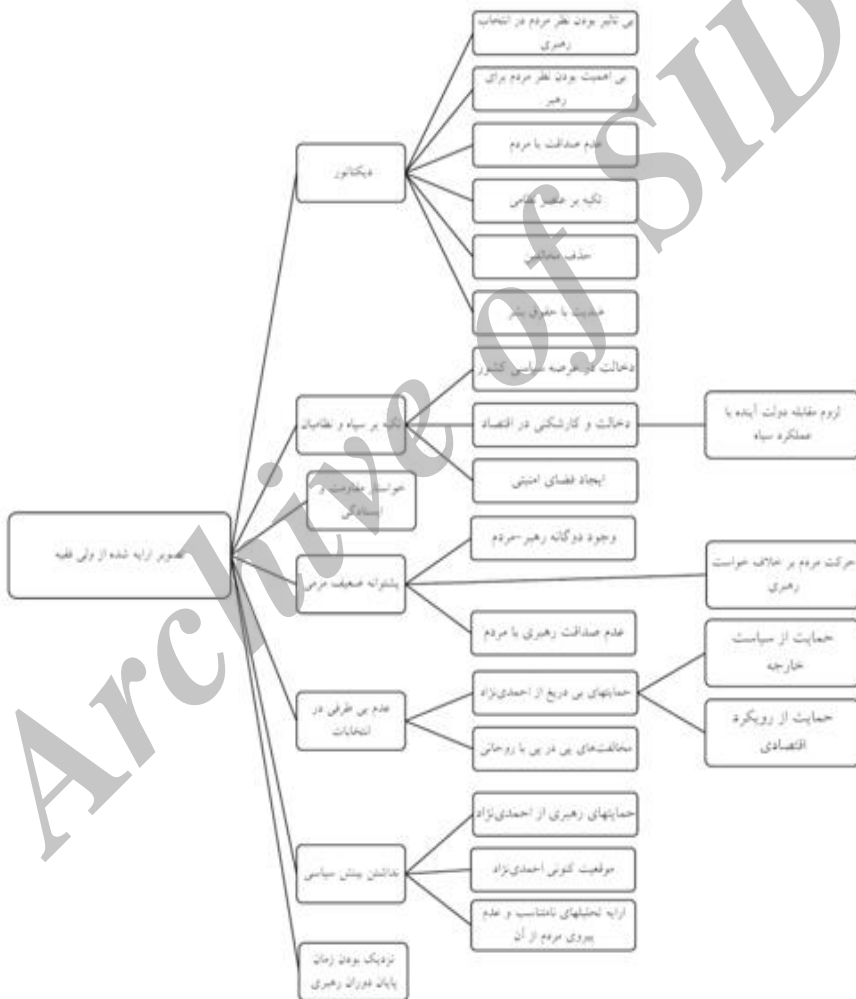 تصویر ارایه شده از ولی فقیه
دیکتاتور
بی تاثیر بودن نظر مردم در انتخاب
رهبری
بی اهمیت بودن نظر مردم برای
رهبر
عدم صداقت با مردم
تکیه بر عنصر نظامی
حذف مخالفین
ضدیت با حقوق بشر
تکیه بر سپاه و نظامیان
دخالت در عرصه سیاسی کشور
دخالت و کارشکنی در اقتصاد
لزوم مقابله دولت آینده با
عملکرد سپاه
ایجاد فضای امنیتی
خواستار مقاومت و
ایستادگی
پشتوانه ضعیف مرمی
وجود دوگانه رهبر-مردم
حرکت مردم بر خلاف خواست
رهبری
عدم صداقت رهبری با مردم
عدم بی طرفی در
انتخابات
حمایتهای بی دریغ از احمدی‌نژاد
حمایت از سیاست
خارجه
حمایت از رویکرد
اقتصادی
مخالفت‌های پی در پی با روحانی
نداشتن بینش سیاسی
حمایتهای رهبری از احمدی‌نژاد
موقعیت کنونی احمدی‌نژاد
ارایه تحلیلهای نامتناسب و عدم
پیروی مردم از آن
نزدیک بودن زمان
پایان دوران رهبری
Archive of SID